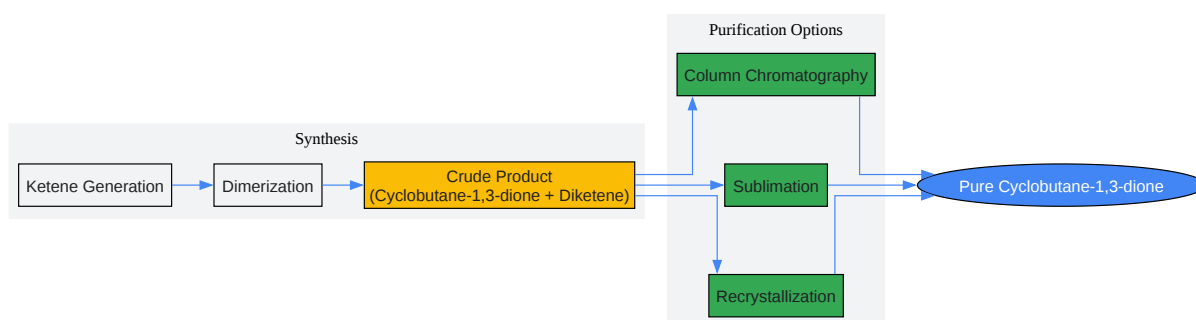 Purification Options
Column Chromatography
Synthesis
Ketene Generation
Dimerization
Crude Product
(Cyclobutane-1,3-dione + Diketene)
Sublimation
Pure Cyclobutane-1,3-dione
Recrystallization